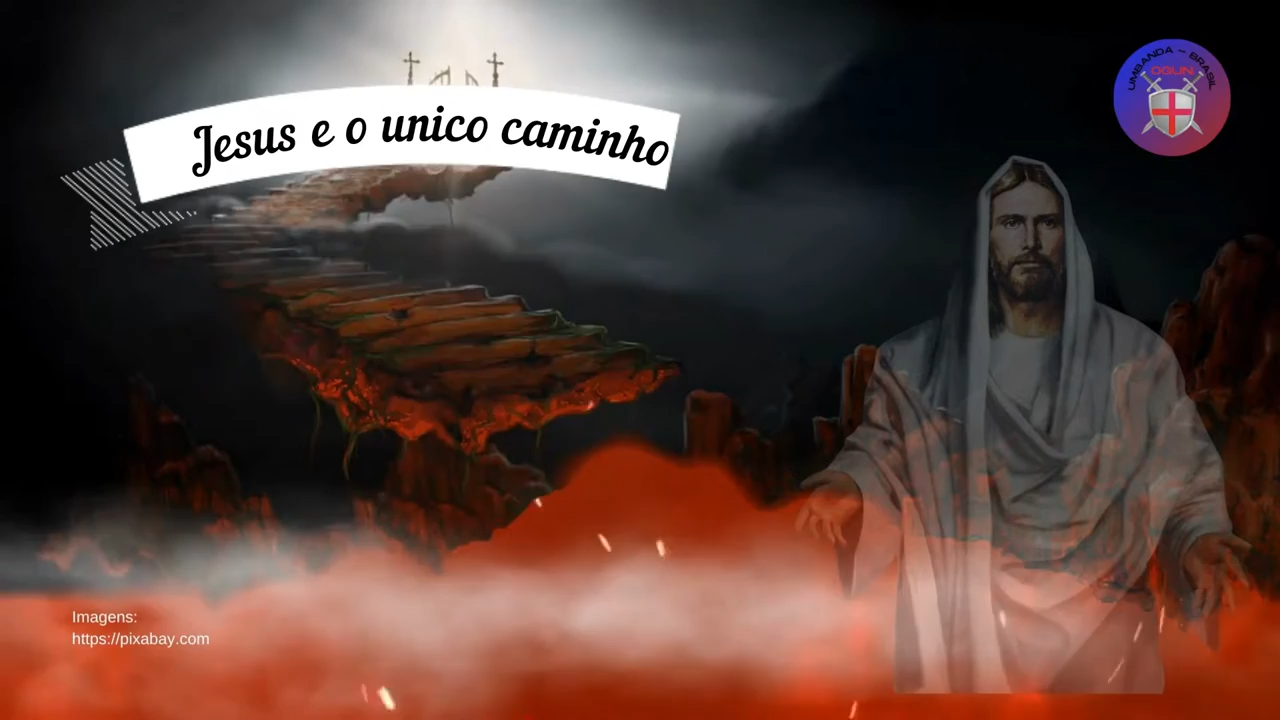 Jesus e o unico caminho
UMBANDA - BRASIL
OGUN
Imagens:
https://pixabay.com